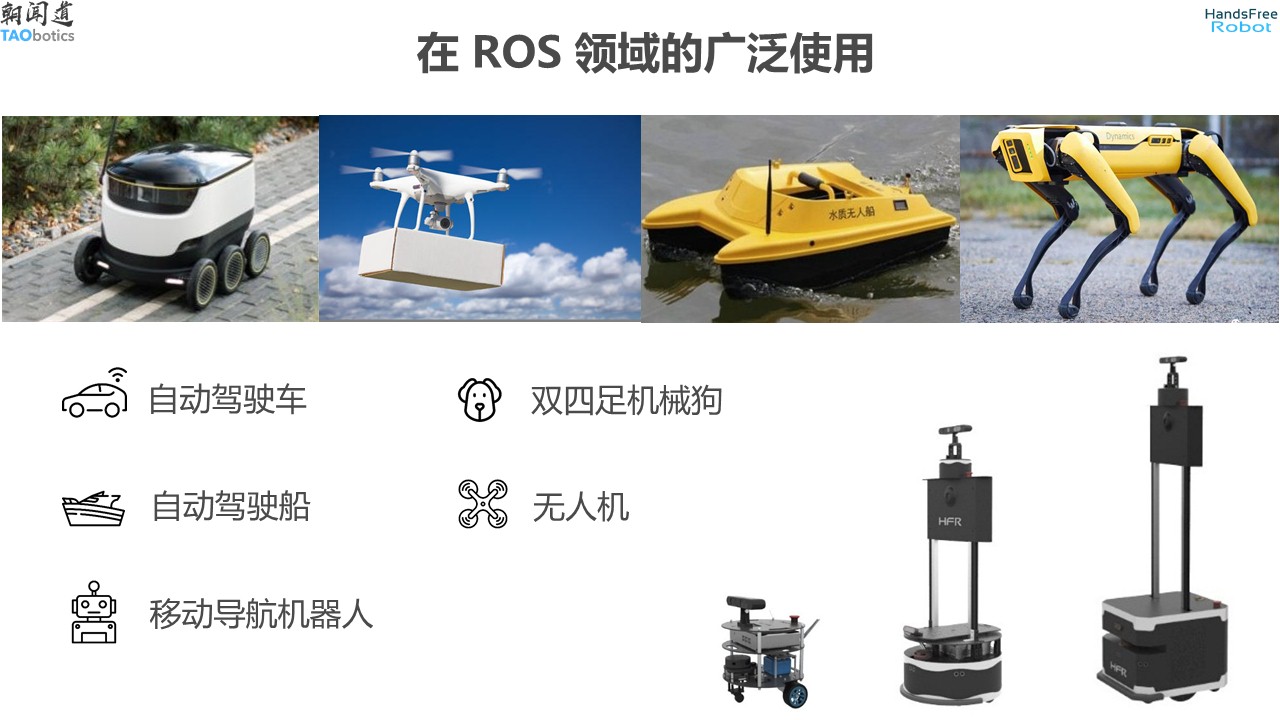 朝闻道
TAObotics
HandsFree
Robot
在 ROS 领域的广泛使用
水质无人船
Dynamics
自动驾驶车
双四足机械狗
自动驾驶船
无人机
移动导航机器人
HFR
HFR